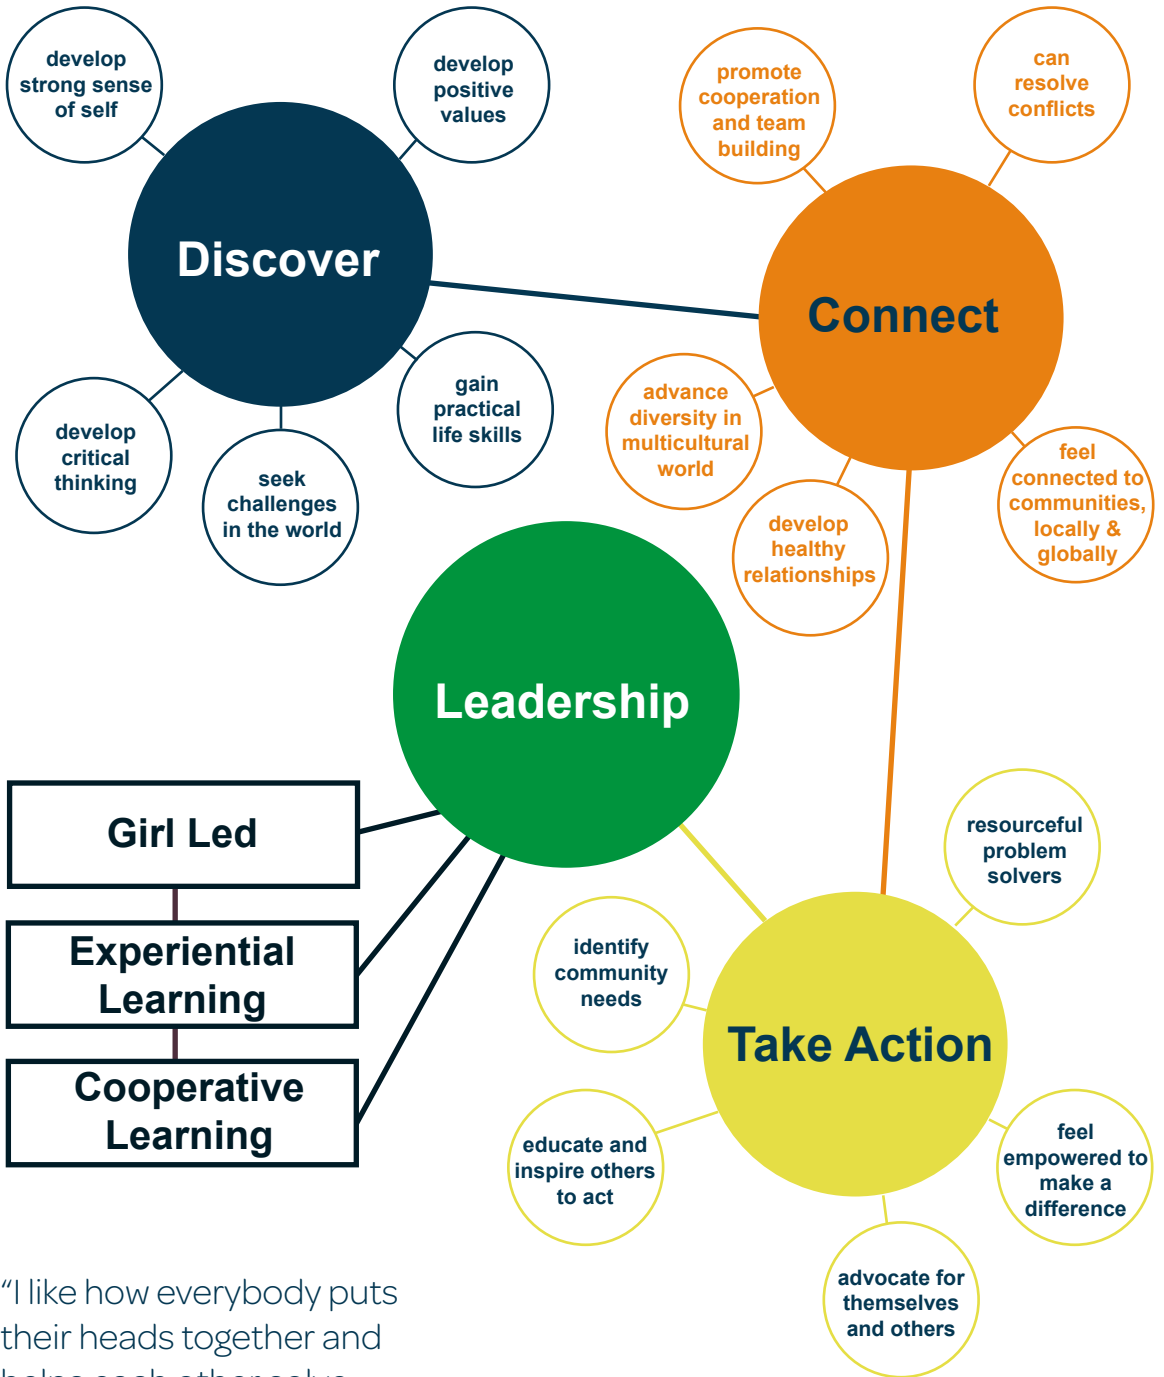 develop
strong sense
of self
develop
positive
values
Discover
develop
critical
thinking
seek
challenges
in the world
gain
practical
life skills
promote
cooperation
and team
building
can
resolve
conflicts
Connect
advance
diversity in
multicultural
world
develop
healthy
relationships
feel
connected to
communities,
locally &
globally
Leadership
Girl Led
Experiential
Learning
Cooperative
Learning
resourceful
problem
solvers
identify
community
needs
Take Action
educate and
inspire others
to act
feel
empowered to
make a
difference
advocate for
themselves
and others
“I like how everybody puts
their heads together and
helps each other solve